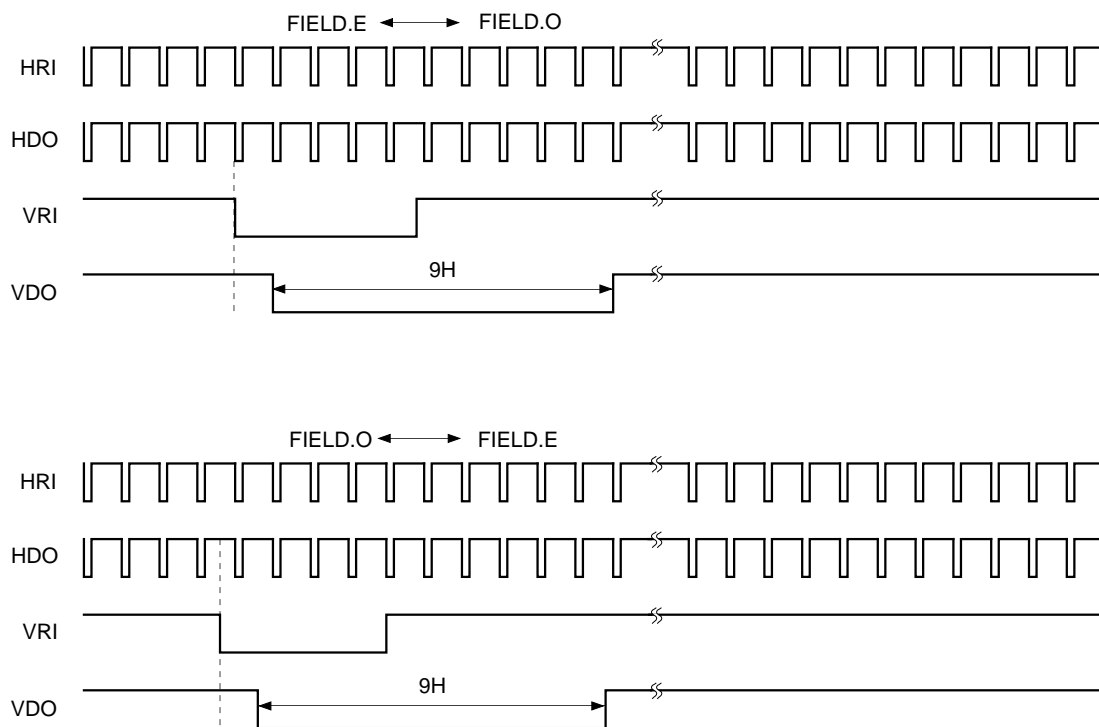 FIELD.E FIELD.O
HRI
HDO
VRI
9H
VDO
FIELD.O FIELD.E
HRI
HDO
VRI
9H
VDO